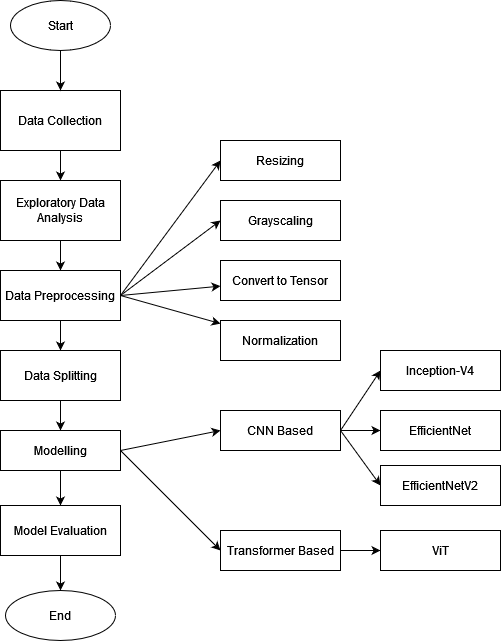 Start
Data Collection
Exploratory Data
Analysis
Data Preprocessing
Resizing
Grayscaling
Convert to Tensor
Normalization
Data Splitting
Modelling
CNN Based
Inception-V4
EfficientNet
EfficientNetV2
Transformer Based
ViT
Model Evaluation
End